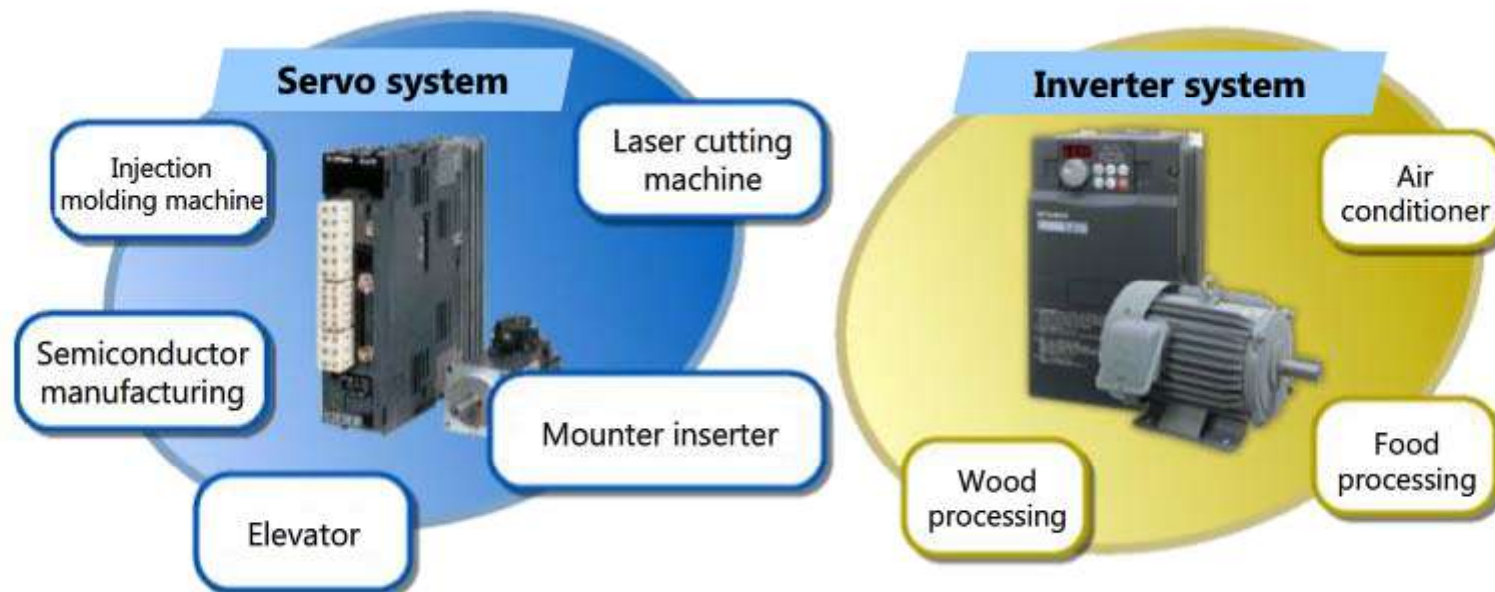 Servo system
Injection
molding machine
Laser cutting
machine
Semiconductor
manufacturing
Mounter inserter
Elevator
Inverter system
Air
conditioner
Food
processing
Wood
processing